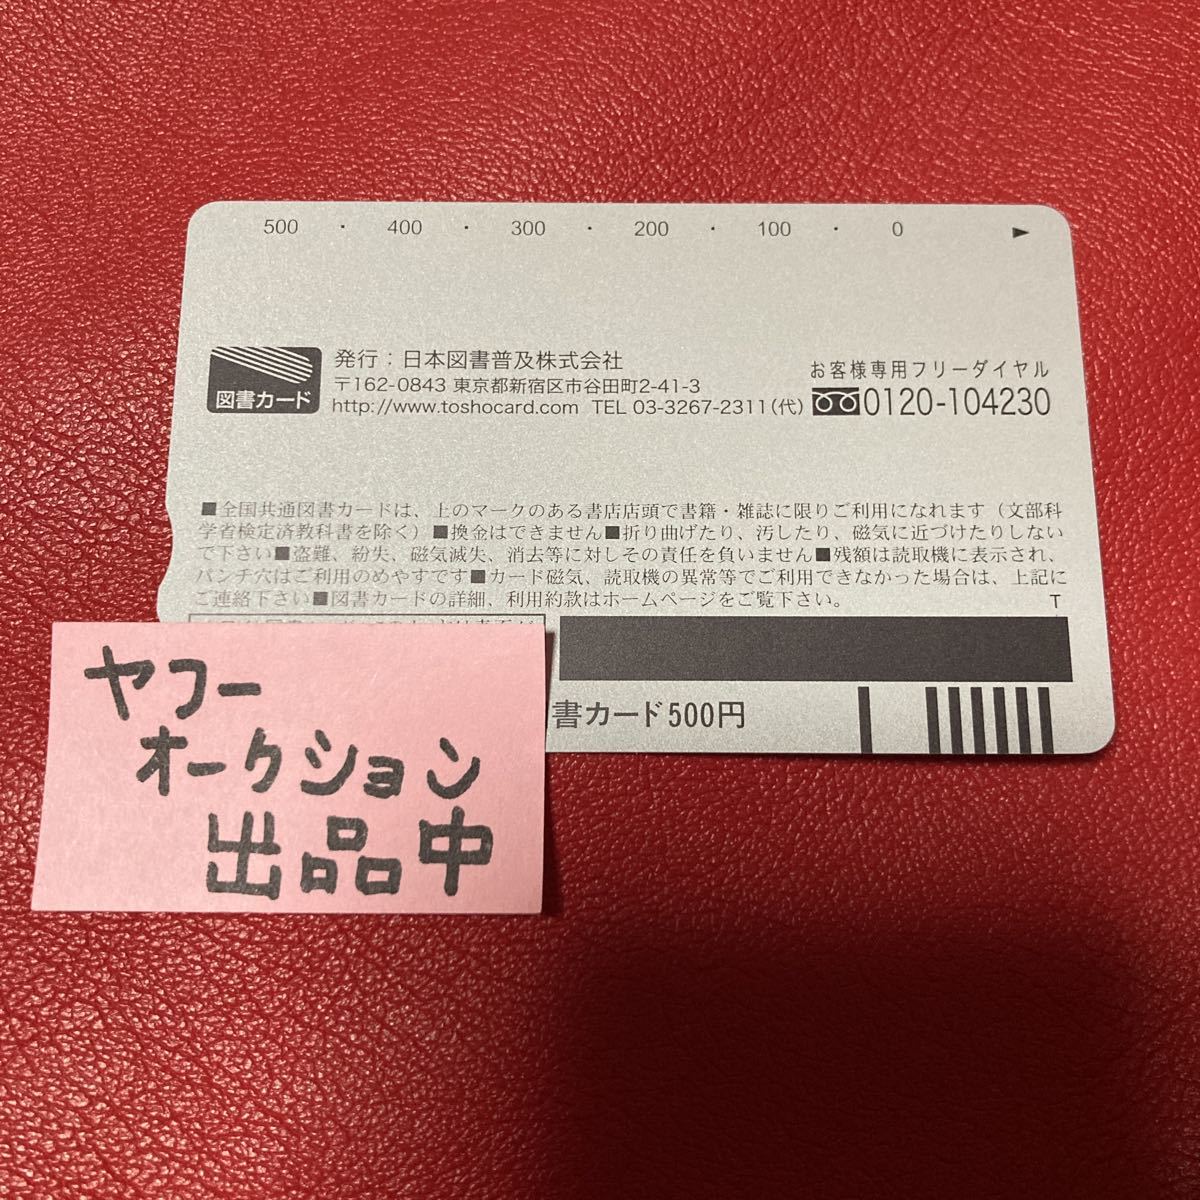 500 ・ 400 ・ 300 ・ 200 ・ 100 ・ 0 ▶
図書カード
発行：日本図書普及株式会社
〒162-0843 東京都新宿区市谷田町2-41-3
http://www.toshocard.com TEL 03-3267-2311(代)
お客様専用フリーダイヤル
0120-104230
■全国共通図書カードは、上のマークのある書店店頭で書籍・雑誌に限りご利用になれます（文部科
学省検定済教科書を除く）■換金はできません■折り曲げたり、汚したり、磁気に近づけたりしない
で下さい■盗難、紛失、磁気滅失、消去等に対しその責任を負いません■残額は読取機に表示され、
パンチ穴はご利用のめやすです■カード磁気、読取機の異常等でご利用できなかった場合は、上記に
ご連絡下さい■図書カードの詳細、利用約款はホームページをご覧下さい。
T
書カード500円
ヤフー
オークション
出品中